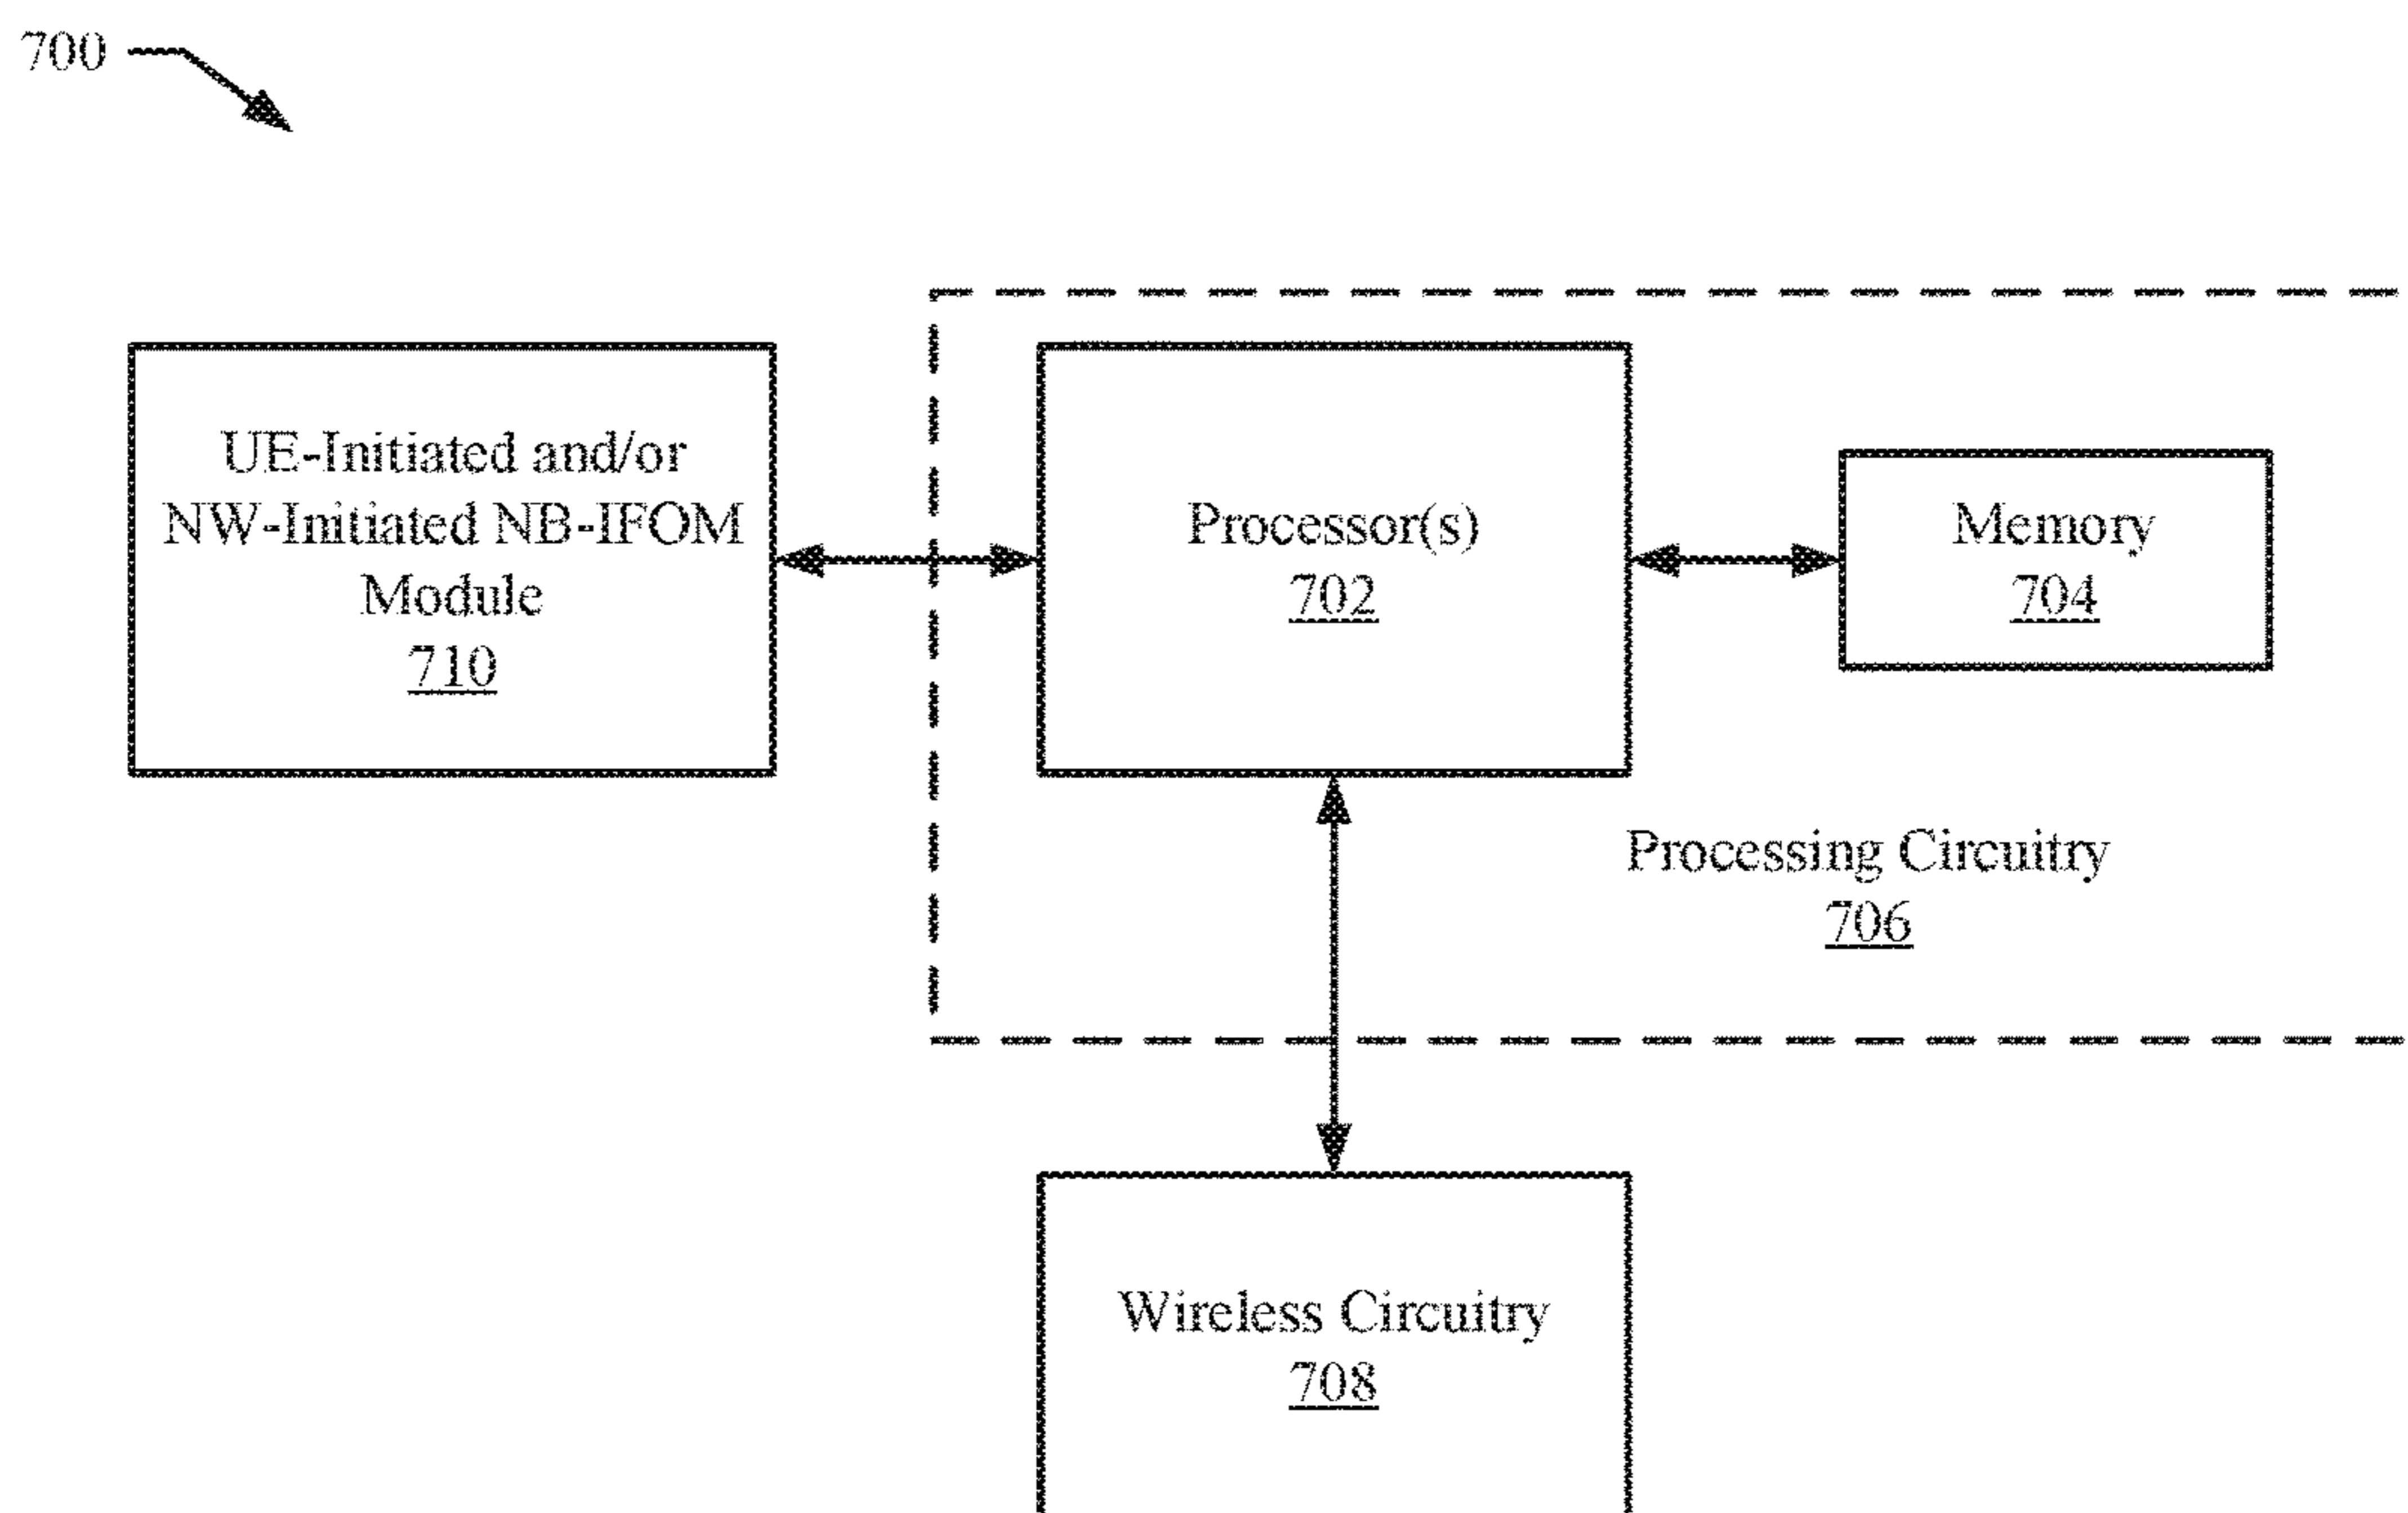 700
UE-Initiated and/or
NW-Initiated NB-IFOM
Module
710
Processor(s)
702
Memory
704
Processing Circuitry
706
Wireless Circuitry
708